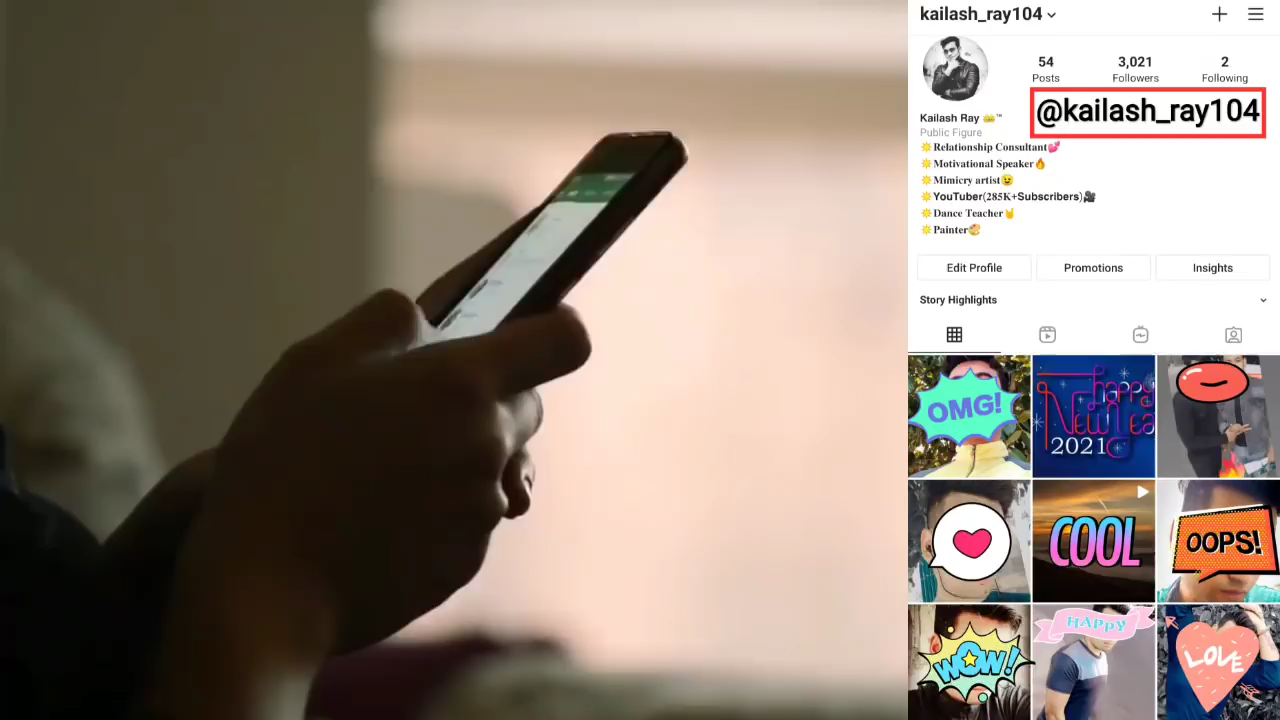 kailash_ray104
54
3,021
2
Posts
Followers
Following
@kailash_ray104
Kailash Ray 👑™
Public Figure
☀️Relationship Consultant💞
☀️Motivational Speaker🔥
☀️Mimicry artist😉
☀️YouTuber(285K+Subscribers)🎥
☀️Dance Teacher🤘
☀️Painter🎨
Edit Profile
Promotions
Insights
Story Highlights
OMG!
happy
New Year
2021
COOL
OOPS!
WOW!
HAPPY
LOVE